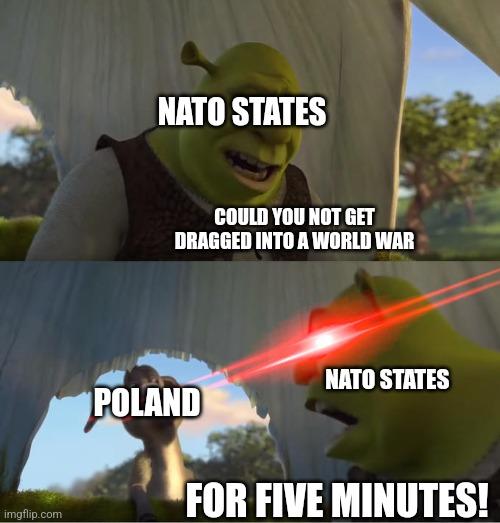 NATO STATES
COULD YOU NOT GET
DRAGGED INTO A WORLD WAR
NATO STATES
POLAND
FOR FIVE MINUTES!
imgflip.com